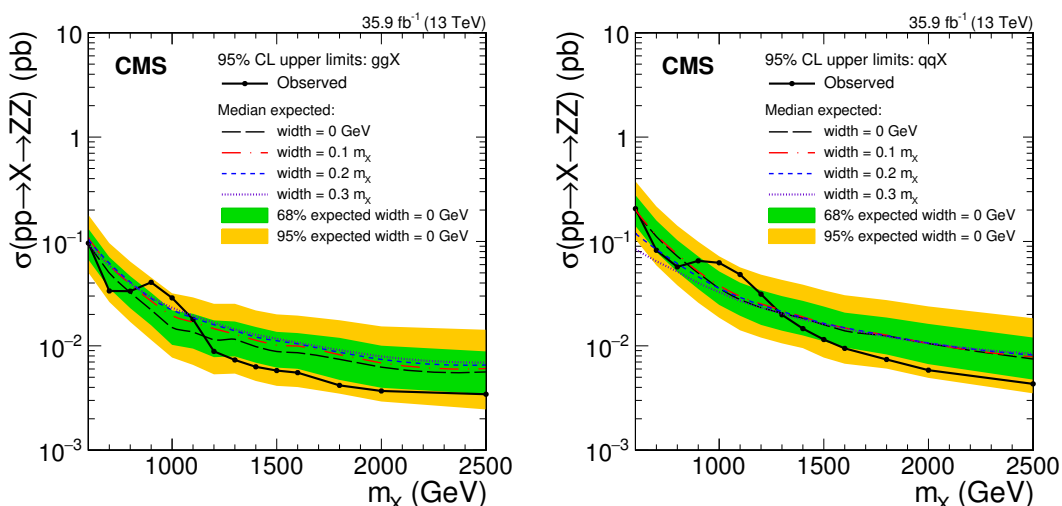 35.9 fb⁻¹ (13 TeV)
CMS
95% CL upper limits: ggX
Observed
Median expected:
width = 0 GeV
width = 0.1 mX
width = 0.2 mX
width = 0.3 mX
68% expected width = 0 GeV
95% expected width = 0 GeV
σ(pp→X→ZZ) (pb)
10
1
10⁻¹
10⁻²
10⁻³
1000 1500 2000 2500
mX (GeV)
35.9 fb⁻¹ (13 TeV)
CMS
95% CL upper limits: qqX
Observed
Median expected:
width = 0 GeV
width = 0.1 mX
width = 0.2 mX
width = 0.3 mX
68% expected width = 0 GeV
95% expected width = 0 GeV
σ(pp→X→ZZ) (pb)
10
1
10⁻¹
10⁻²
10⁻³
1000 1500 2000 2500
mX (GeV)